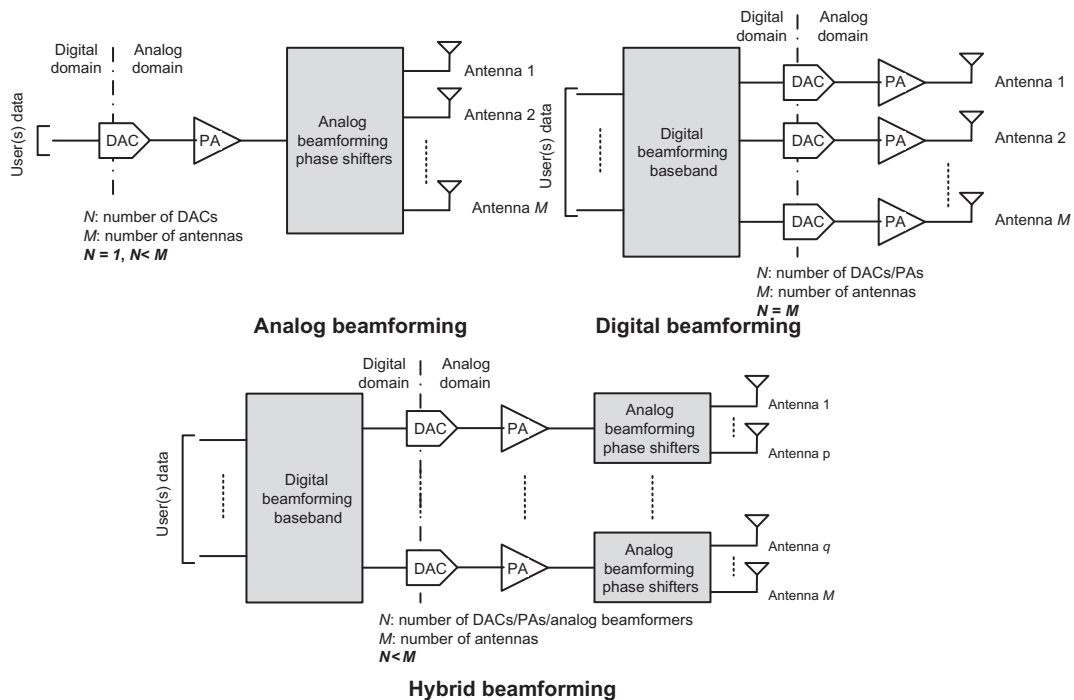 Digital
domain
Analog
domain
User(s) data
DAC
PA
Analog
beamforming
phase shifters
Antenna 1
Antenna 2
Antenna M
N: number of DACs
M: number of antennas
N = 1, N< M
Analog beamforming
Digital
domain
Analog
domain
User(s) data
Digital
beamforming
baseband
DAC
PA
Antenna 1
DAC
PA
Antenna 2
DAC
PA
Antenna M
N: number of DACs/PAs
M: number of antennas
N = M
Digital beamforming
Digital
domain
Analog
domain
User(s) data
Digital
beamforming
baseband
DAC
PA
Analog
beamforming
phase shifters
Antenna 1
Antenna p
DAC
PA
Analog
beamforming
phase shifters
Antenna q
Antenna M
N: number of DACs/PAs/analog beamformers
M: number of antennas
N< M
Hybrid beamforming